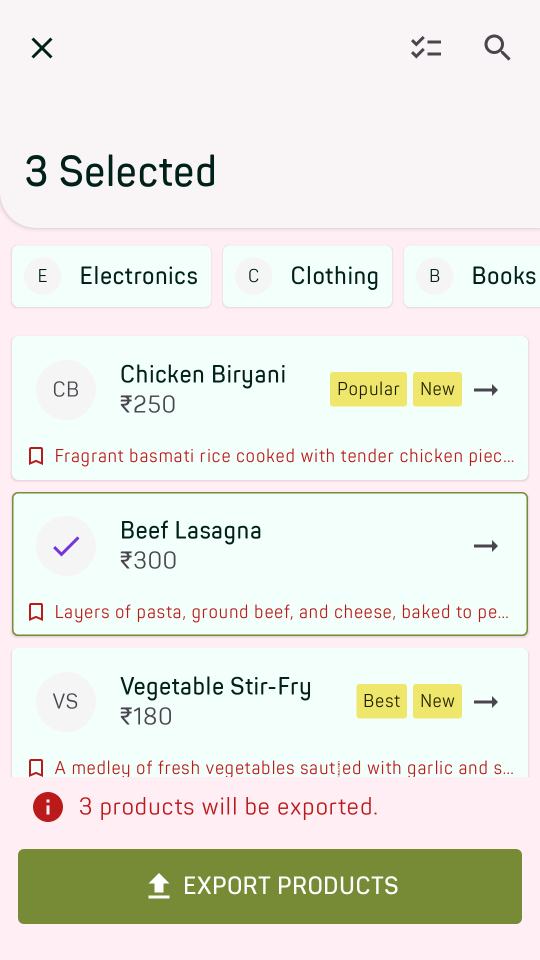 3 Selected
E Electronics
C Clothing
B Books
CB
Chicken Biryani
₹250
Popular New
Fragrant basmati rice cooked with tender chicken piec...
Beef Lasagna
₹300
Layers of pasta, ground beef, and cheese, baked to pe...
VS
Vegetable Stir-Fry
₹180
Best New
A medley of fresh vegetables with garlic and s...
3 products will be exported.
EXPORT PRODUCTS